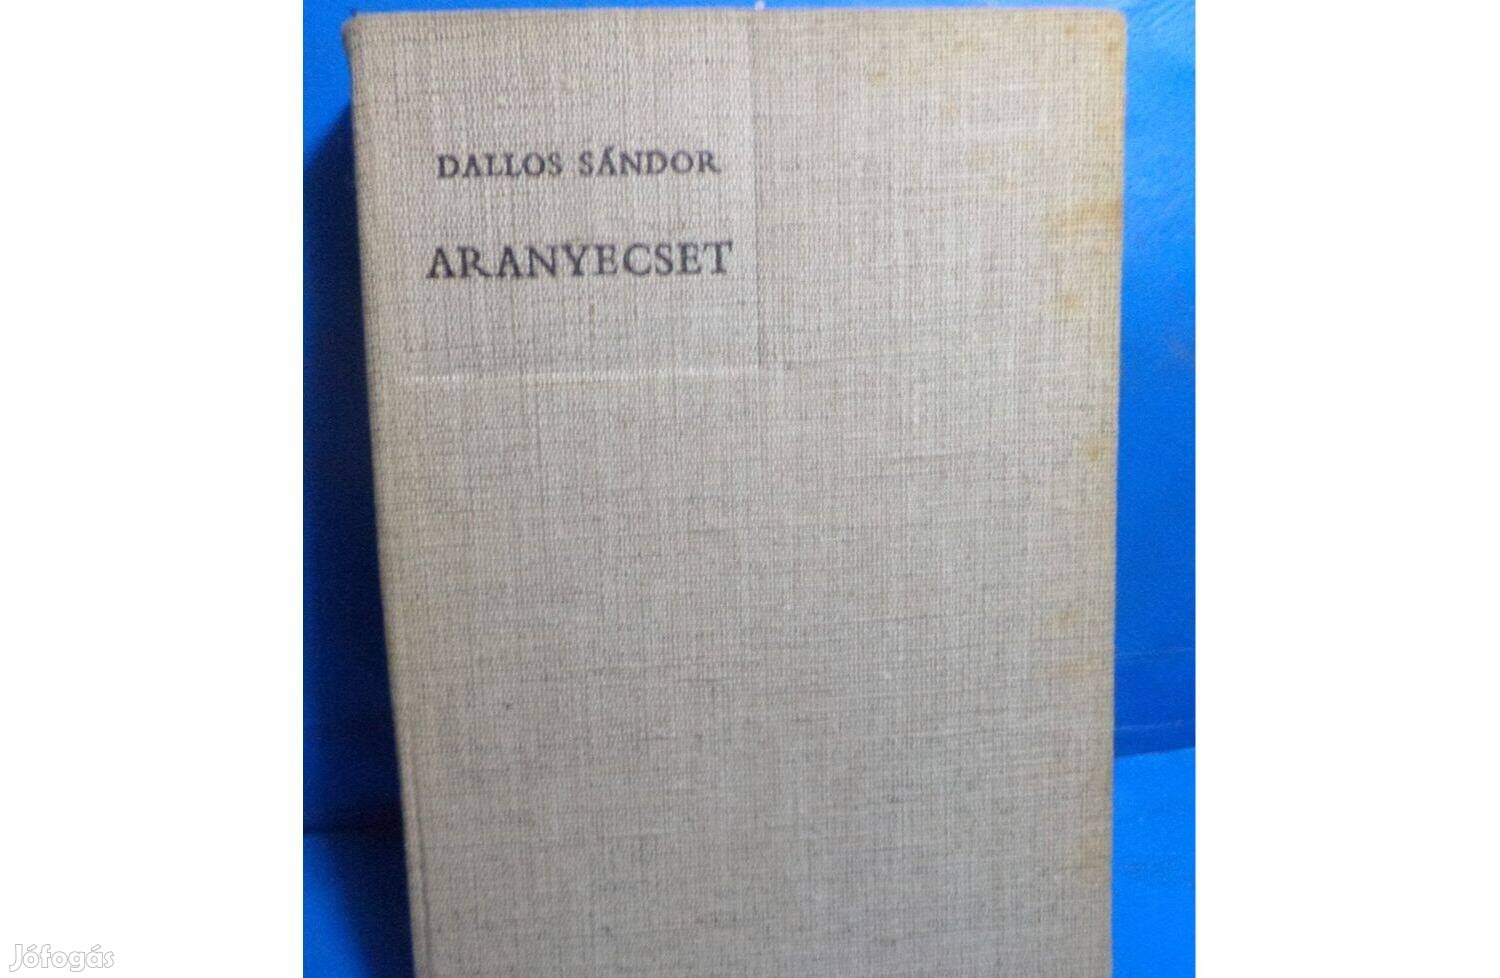 DALLOS SÁNDOR
ARANYECSET
Jófogás